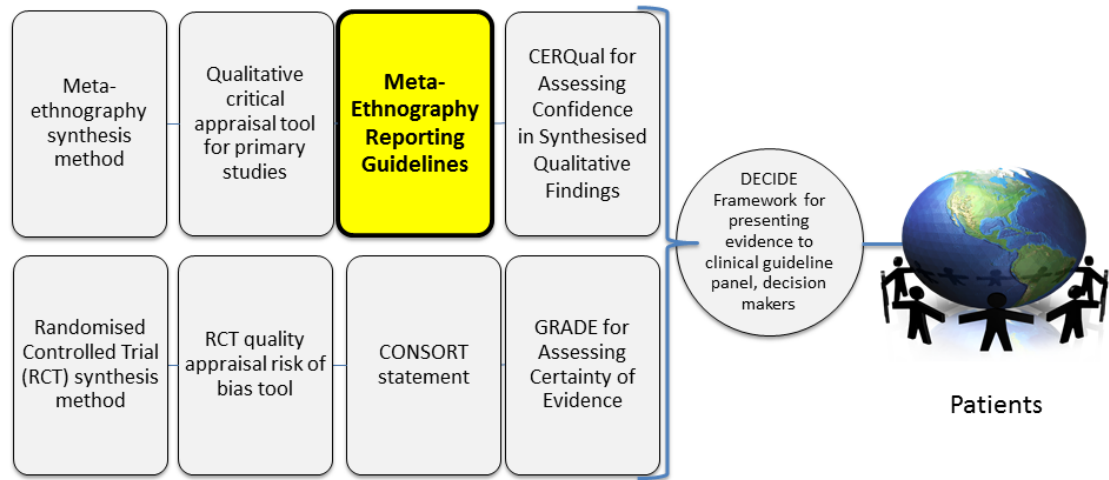 Meta-
ethnography
synthesis
method
Qualitative
critical
appraisal tool
for primary
studies
Meta-
Ethnography
Reporting
Guidelines
CERQual for
Assessing
Confidence
in Synthesised
Qualitative
Findings
Randomised
Controlled Trial
(RCT) synthesis
method
RCT quality
appraisal risk of
bias tool
CONSORT
statement
GRADE for
Assessing
Certainty of
Evidence
DECIDE
Framework for
presenting
evidence to
clinical guideline
panel, decision
makers
Patients